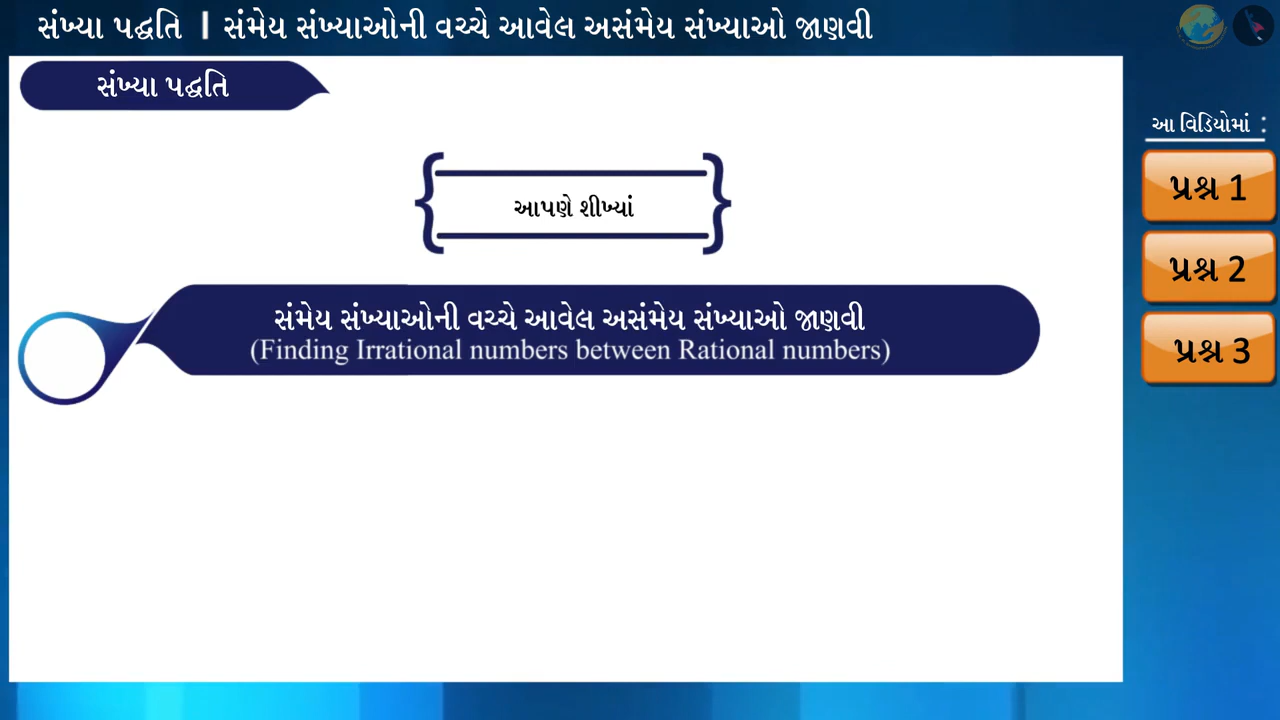 સંખ્યા પદ્ધતિ | સંમેય સંખ્યાઓની વચ્ચે આવેલ અસંમેય સંખ્યાઓ જાણવી
સંખ્યા પદ્ધતિ
આપણે શીખ્યાં
સંમેય સંખ્યાઓની વચ્ચે આવેલ અસંમેય સંખ્યાઓ જાણવી
(Finding Irrational numbers between Rational numbers)
આ વિડિયોમાં :
પ્રશ્ન 1
પ્રશ્ન 2
પ્રશ્ન 3